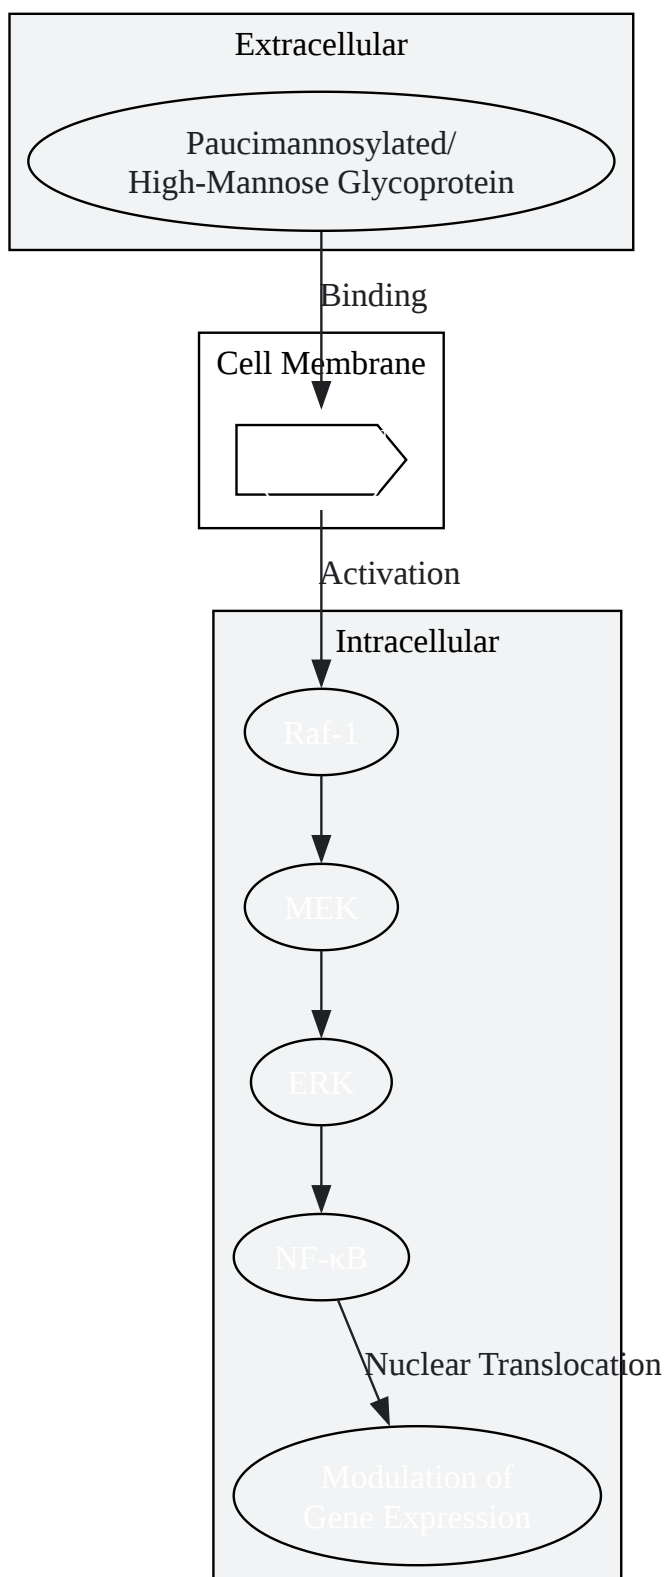 Extracellular
Paucimannosylated/
High-Mannose Glycoprotein
Binding
Cell Membrane
Activation
Intracellular
Raf-1
MEK
ERK
NF-κB
Nuclear Translocation
Modulation of
Gene Expression